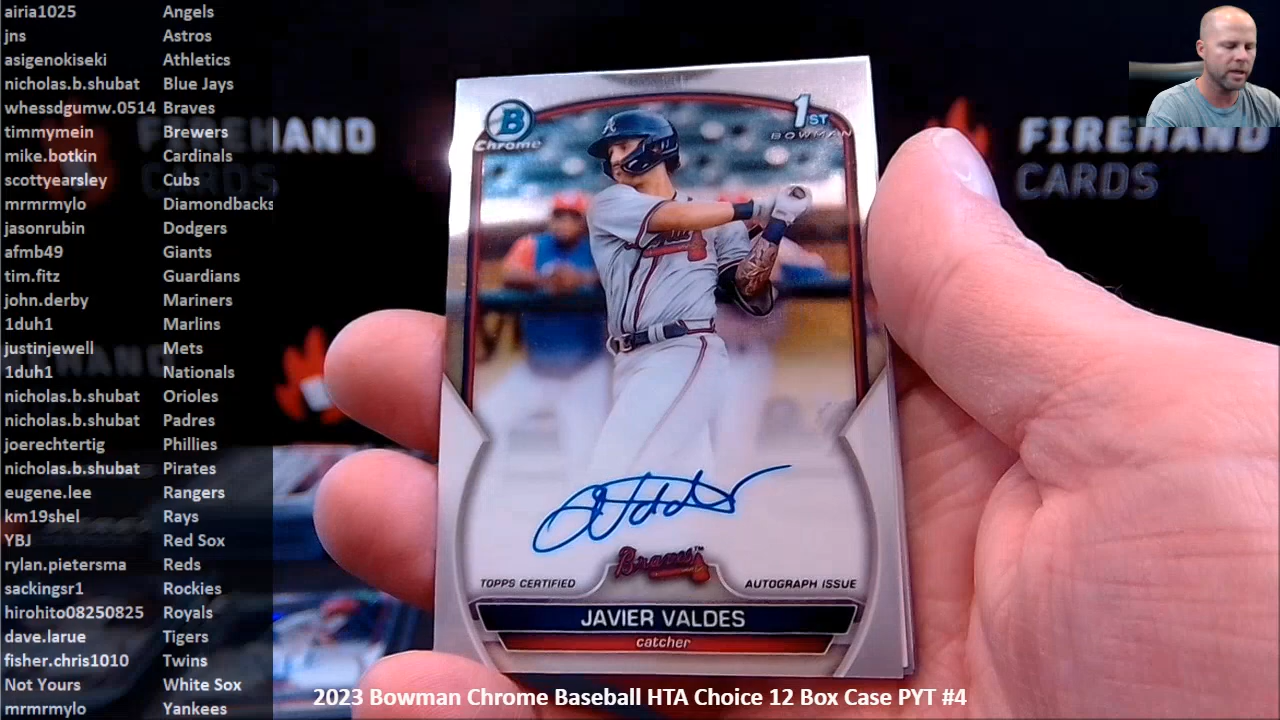 airia1025 Angels
jns Astros
asigenokiseki Athletics
nicholas.b.shubat Blue Jays
whessdgumw.0514 Braves
timmymein Brewers
mike.botkin Cardinals
scottyearsley Cubs
mrmrmylo Diamondbacks
jasonrubin Dodgers
afmb49 Giants
tim.fitz Guardians
john.derby Mariners
1duh1 Marlins
justinjewell Mets
1duh1 Nationals
nicholas.b.shubat Orioles
nicholas.b.shubat Padres
joerechtertig Phillies
nicholas.b.shubat Pirates
eugene.lee Rangers
km19shel Rays
YBJ Red Sox
rylan.pietersma Reds
sackingsr1 Rockies
hirohito08250825 Royals
dave.larue Tigers
fisher.chris1010 Twins
Not Yours White Sox
mrmrmylo Yankees
FIREHAND
CARDS
FIREHAND
CARDS
B
Chrome
1ST
BOWMAN
A
Braves
TOPPS CERTIFIED
AUTOGRAPH ISSUE
JAVIER VALDES
catcher
2023 Bowman Chrome Baseball HTA Choice 12 Box Case PYT #4